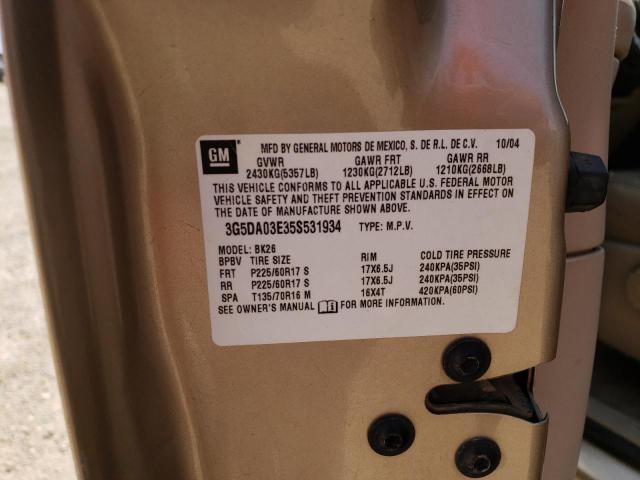 GM
MFD BY GENERAL MOTORS DE MEXICO, S. DE R.L. DE C.V. 10/04
GVWR GAWR FRT GAWR RR
2430KG(5357LB) 1230KG(2712LB) 1210KG(2668LB)
THIS VEHICLE CONFORMS TO ALL APPLICABLE U.S. FEDERAL MOTOR
VEHICLE SAFETY AND THEFT PREVENTION STANDARDS IN EFFECT ON
THE DATE OF MANUFACTURE SHOWN ABOVE.
3G5DA03E35S531934 TYPE: M.P.V.
MODEL: BK26
BPBV TIRE SIZE RIM COLD TIRE PRESSURE
FRT P225/60R17 S 17X6.5J 240KPA(35PSI)
RR P225/60R17 S 17X6.5J 240KPA(35PSI)
SPA T135/70R16 M 16X4T 420KPA(60PSI)
SEE OWNER'S MANUAL FOR MORE INFORMATION.